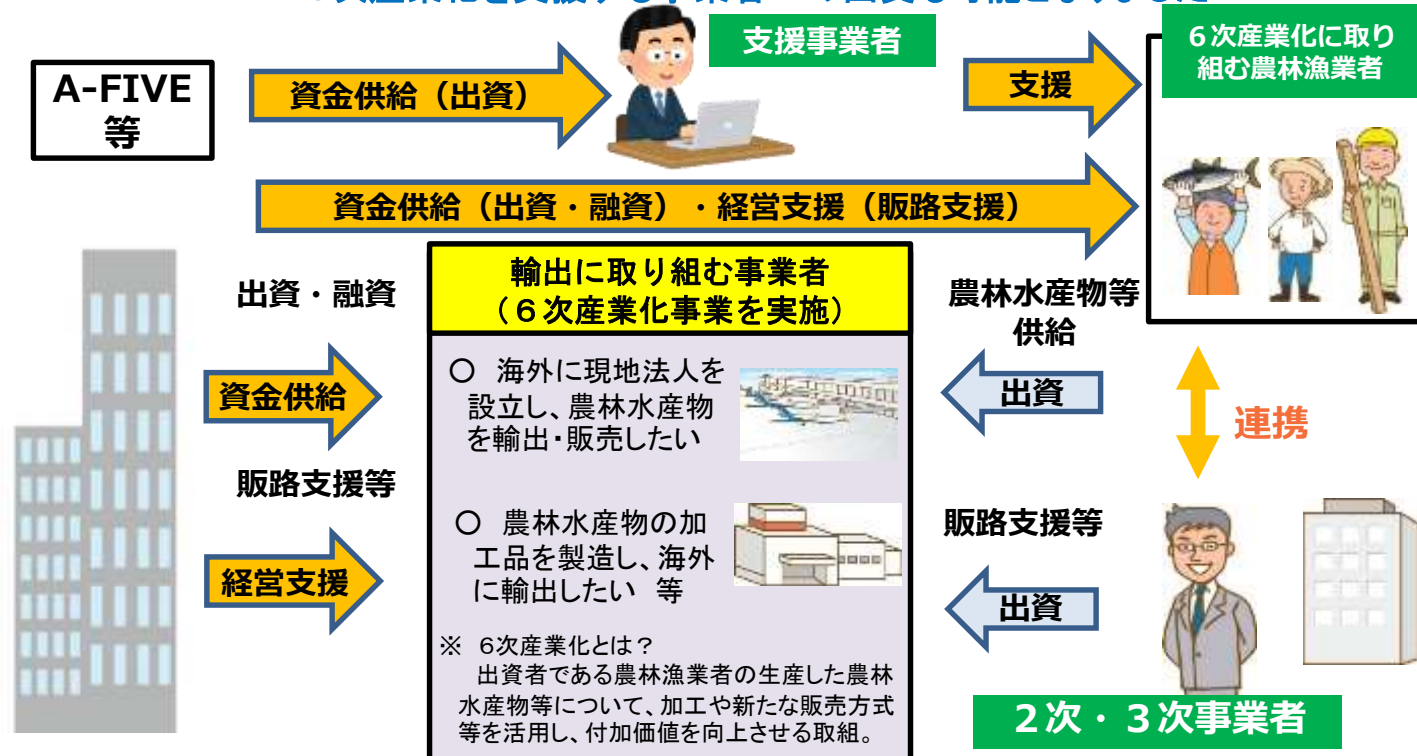 支援事業者
6次産業化に取り
組む農林漁業者
A-FIVE
等
資金供給（出資）
支援
資金供給（出資・融資）・経営支援（販路支援）
出資・融資
資金供給
販路支援等
経営支援
輸出に取り組む事業者
（６次産業化事業を実施）
〇　海外に現地法人を
設立し、農林水産物
を輸出・販売したい
〇　農林水産物の加
工品を製造し、海外
に輸出したい　等
※　6次産業化とは？
出資者である農林漁業者の生産した農林
水産物等について、加工や新たな販売方式
等を活用し、付加価値を向上させる取組。
農林水産物等
供給
出資
連携
販路支援等
出資
２次・３次事業者